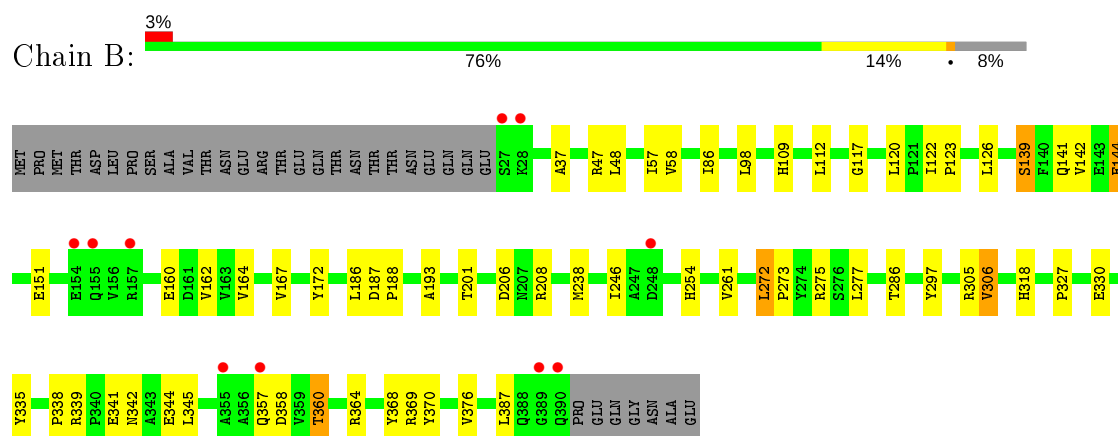 3%
Chain B:
76% 14% • 8%
MET PRO MET THR ASP LEU PRO SER ALA VAL THR ASN GLU ARG THR GLU GLN THR ASN THR THR ASN GLU GLN GLN GLU S27 K28 A37 R47 L48 I57 V58 I86 L98 H109 L112 G117 L120 P121 I122 P123 L126 S139 F140 Q141 V142 E143
E151 E154 Q155 V156 R157 E160 D161 V162 V163 V164 V167 Y172 L186 D187 P188 A193 T201 D206 N207 R208 M238 I246 A247 D248 H254 V261 L272 P273 Y274 R275 S276 L277 T286 Y297 R305 V306 H318 P327 E330
Y335 P338 R339 P340 E341 N342 A343 E344 L345 A355 A356 Q357 D358 V359 T360 R364 Y368 R369 Y370 V376 L387 Q388 G389 Q390 PRO GLU GLN GLY ASN ALA GLU